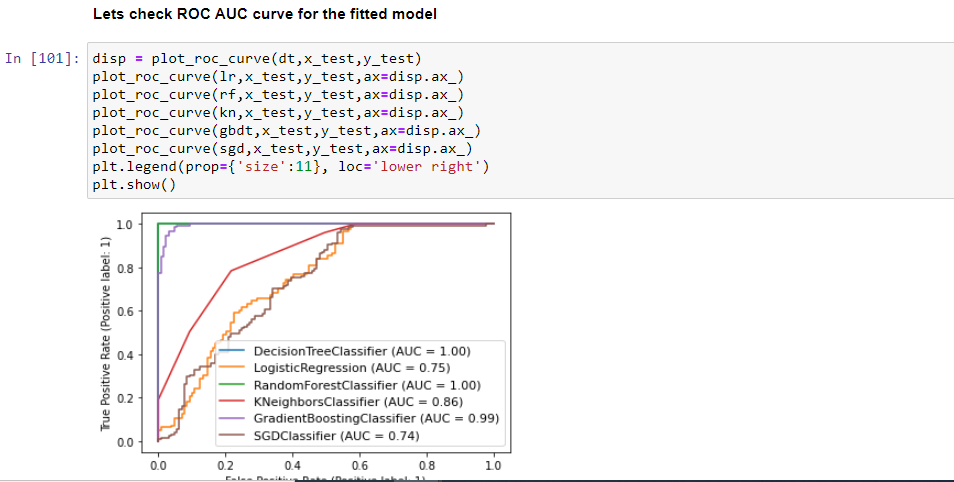 Lets check ROC AUC curve for the fitted model
In [101]: disp = plot_roc_curve(dt,x_test,y_test)
plot_roc_curve(lr,x_test,y_test,ax=disp.ax_)
plot_roc_curve(rf,x_test,y_test,ax=disp.ax_)
plot_roc_curve(kn,x_test,y_test,ax=disp.ax_)
plot_roc_curve(gbdt,x_test,y_test,ax=disp.ax_)
plot_roc_curve(sgd,x_test,y_test,ax=disp.ax_)
plt.legend(prop={'size':11}, loc='lower right')
plt.show()
True Positive Rate (Positive label: 1)
1.0
0.8
0.6
0.4
0.2
0.0
DecisionTreeClassifier (AUC = 1.00)
LogisticRegression (AUC = 0.75)
RandomForestClassifier (AUC = 1.00)
KNeighborsClassifier (AUC = 0.86)
GradientBoostingClassifier (AUC = 0.99)
SGDClassifier (AUC = 0.74)
0.0 0.2 0.4 0.6 0.8 1.0
False Positive Rate (Positive label: 1)